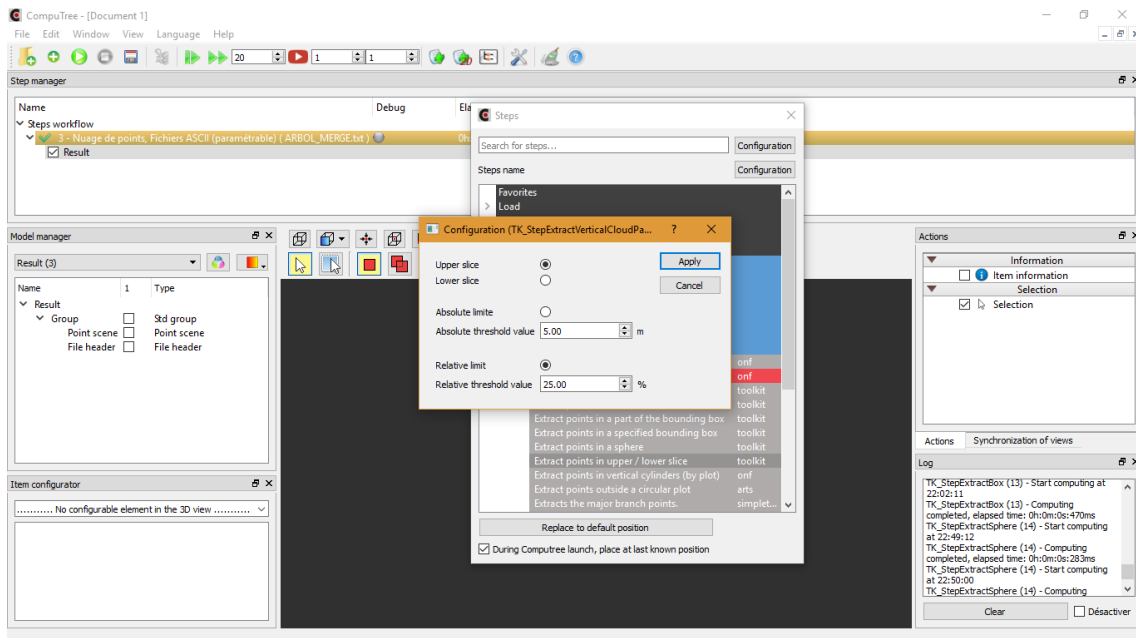 CompuTree - [Document 1]
File Edit Window View Language Help
20 1 1
Step manager
Name Debug Ela
Steps workflow
3 - Nuage de points, Fichiers ASCII (paramétrable) ( ARBOL_MERGE.txt ) 0h:
Result
Steps
Search for steps... Configuration
Steps name Configuration
Favorites
Load
Model manager
Result (3)
Name 1 Type
Result
Group Std group
Point scene Point scene
File header File header
Item configurator
........... No configurable element in the 3D view ...........
Configuration (TK_StepExtractVerticalCloudPa... ?
Upper slice Apply
Lower slice Cancel
Absolute limite
Absolute threshold value 5.00 m
Relative limit
Relative threshold value 25.00 %
onf
onf
toolkit
toolkit
Extract points in a part of the bounding box toolkit
Extract points in a specified bounding box toolkit
Extract points in a sphere toolkit
Extract points in upper / lower slice toolkit
Extract points in vertical cylinders (by plot) onf
Extract points outside a circular plot arts
Extracts the major branch points. simplet...
Replace to default position
During Computree launch, place at last known position
Actions
Information
Item information
Selection
Selection
Actions Synchronization of views
Log
TK_StepExtractBox (13) - Start computing at
22:02:11
TK_StepExtractBox (13) - Computing
completed, elapsed time: 0h:0m:0s:470ms
TK_StepExtractSphere (14) - Start computing
at 22:49:12
TK_StepExtractSphere (14) - Computing
completed, elapsed time: 0h:0m:0s:283ms
TK_StepExtractSphere (14) - Start computing
at 22:50:00
TK_StepExtractSphere (14) - Computing
Clear Désactiver